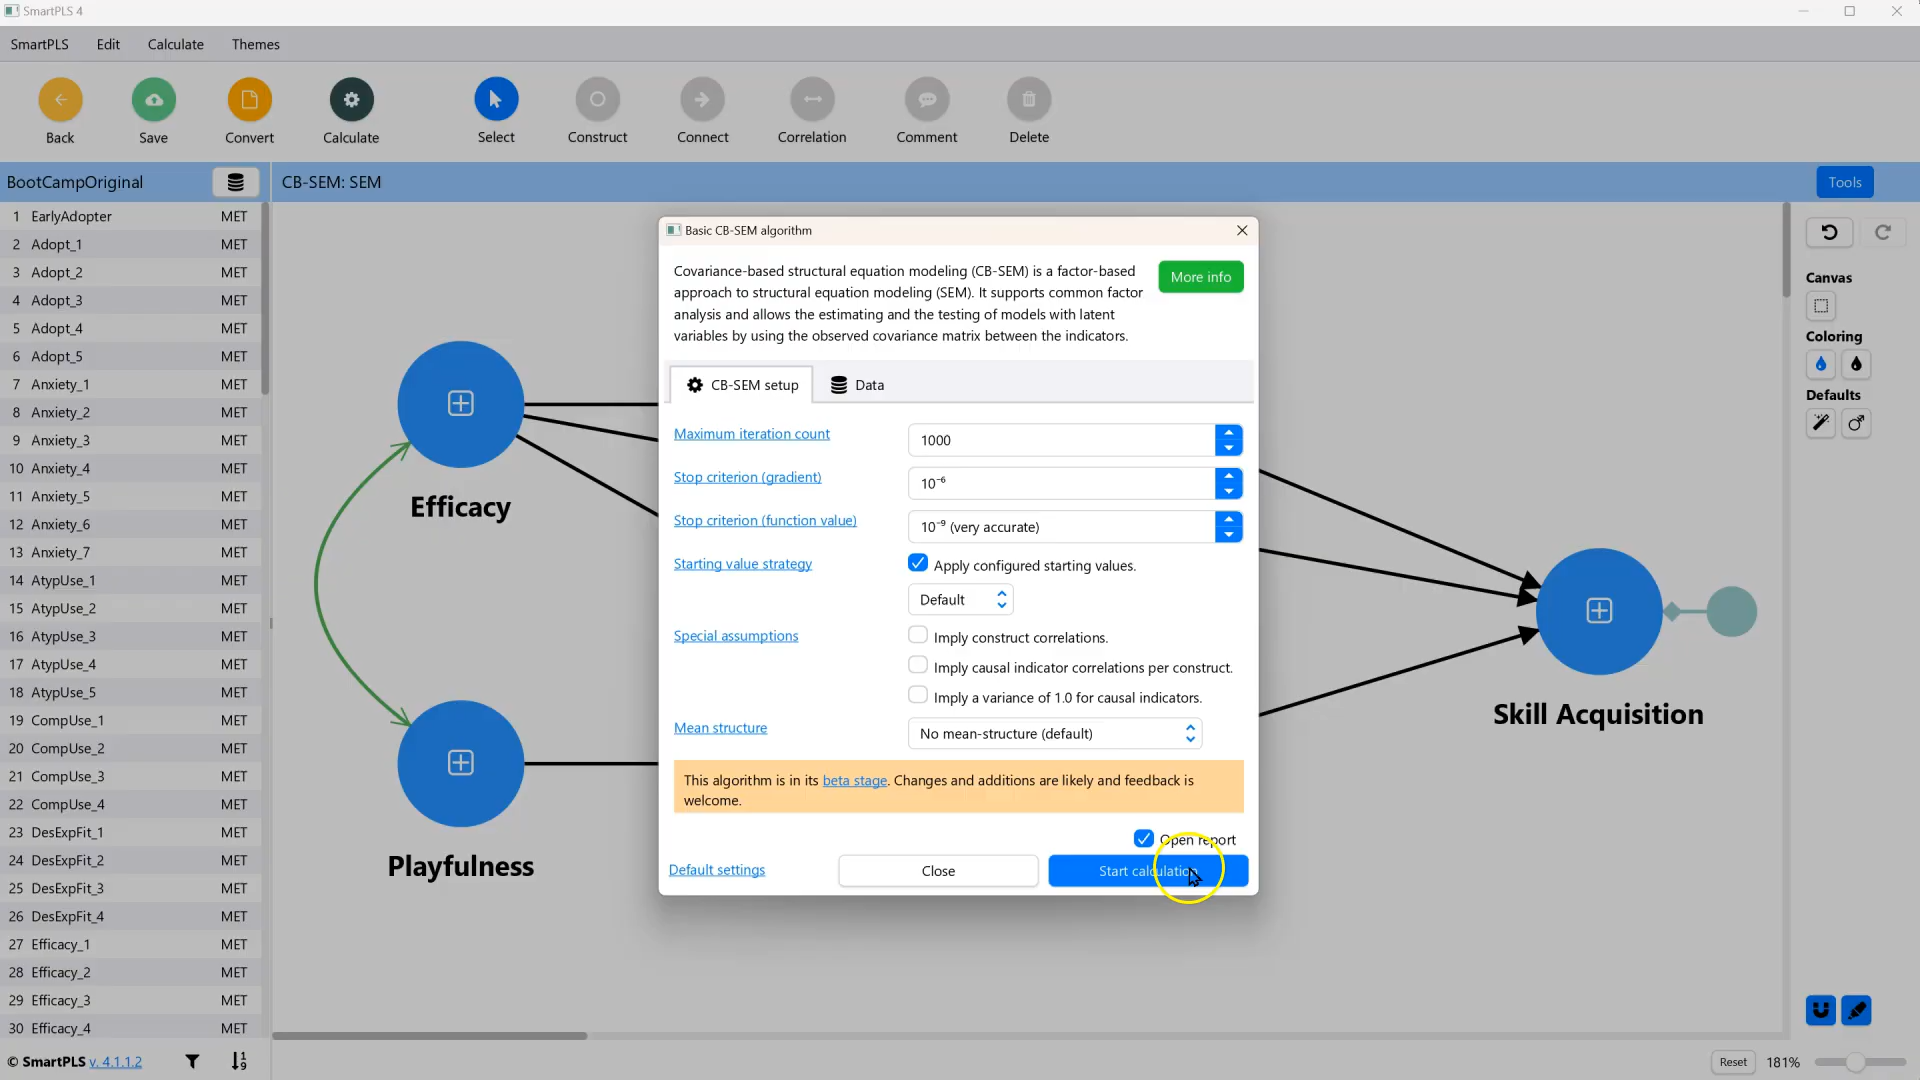 SmartPLS 4
SmartPLS Edit Calculate Themes
Back Save Convert Calculate Select Construct Connect Correlation Comment Delete
BootCampOriginal
CB-SEM: SEM
Tools
1 EarlyAdopter MET
2 Adopt_1 MET
3 Adopt_2 MET
4 Adopt_3 MET
5 Adopt_4 MET
6 Adopt_5 MET
7 Anxiety_1 MET
8 Anxiety_2 MET
9 Anxiety_3 MET
10 Anxiety_4 MET
11 Anxiety_5 MET
12 Anxiety_6 MET
13 Anxiety_7 MET
14 AtypUse_1 MET
15 AtypUse_2 MET
16 AtypUse_3 MET
17 AtypUse_4 MET
18 AtypUse_5 MET
19 CompUse_1 MET
20 CompUse_2 MET
21 CompUse_3 MET
22 CompUse_4 MET
23 DesExpFit_1 MET
24 DesExpFit_2 MET
25 DesExpFit_3 MET
26 DesExpFit_4 MET
27 Efficacy_1 MET
28 Efficacy_2 MET
29 Efficacy_3 MET
30 Efficacy_4 MET
© SmartPLS v. 4.1.1.2
Efficacy
Playfulness
Basic CB-SEM algorithm
Covariance-based structural equation modeling (CB-SEM) is a factor-based
approach to structural equation modeling (SEM). It supports common factor
analysis and allows the estimating and the testing of models with latent
variables by using the observed covariance matrix between the indicators.
More info
CB-SEM setup Data
Maximum iteration count 1000
Stop criterion (gradient) 10⁻⁶
Stop criterion (function value) 10⁻⁹ (very accurate)
Starting value strategy Apply configured starting values.
Default
Special assumptions Imply construct correlations.
Imply causal indicator correlations per construct.
Imply a variance of 1.0 for causal indicators.
Mean structure No mean-structure (default)
This algorithm is in its beta stage. Changes and additions are likely and feedback is
welcome.
Open report
Default settings Close Start calculation
Skill Acquisition
Canvas
Coloring
Defaults
Reset 181%